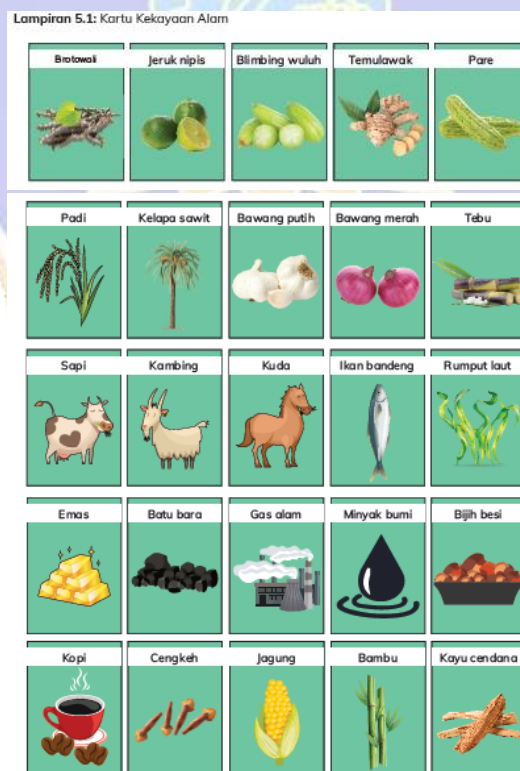 Lampiran 5.1: Kartu Kekayaan Alam
Brotowali Jeruk nipis Blimbing wuluh Temulawak Pare
Padi Kelapa sawit Bawang putih Bawang merah Tebu
Sapi Kambing Kuda Ikan bandeng Rumput laut
Emas Batu bara Gas alam Minyak bumi Bijih besi
Kopi Cengkeh Jagung Bambu Kayu cendana